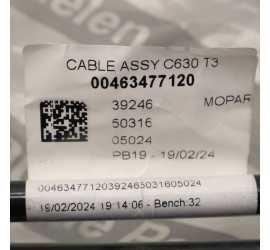 CABLE ASSY C630 T3
00463477120
39246 MOPAR
50316
05024
PB19 - 19/02/24
00463477120392465031605024
19/02/2024 19:14:06 - Bench:32